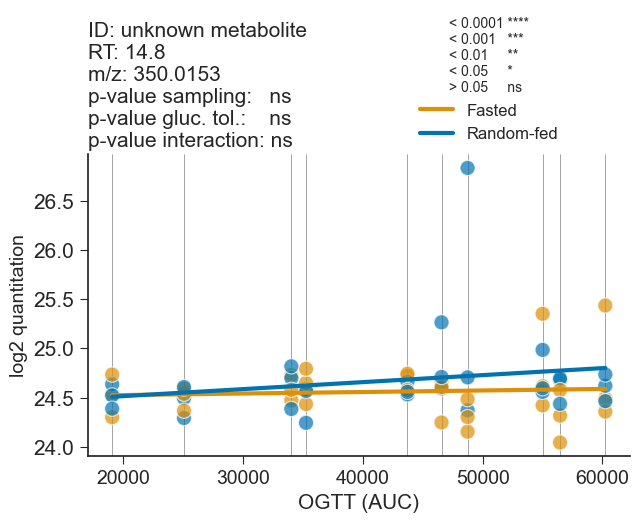 ID: unknown metabolite
RT: 14.8
m/z: 350.0153
p-value sampling: ns
p-value gluc. tol.: ns
p-value interaction: ns
< 0.0001 ****
< 0.001 ***
< 0.01 **
< 0.05 *
> 0.05 ns
Fasted
Random-fed
log2 quantitation
26.5
26.0
25.5
25.0
24.5
24.0
20000 30000 40000 50000 60000
OGTT (AUC)